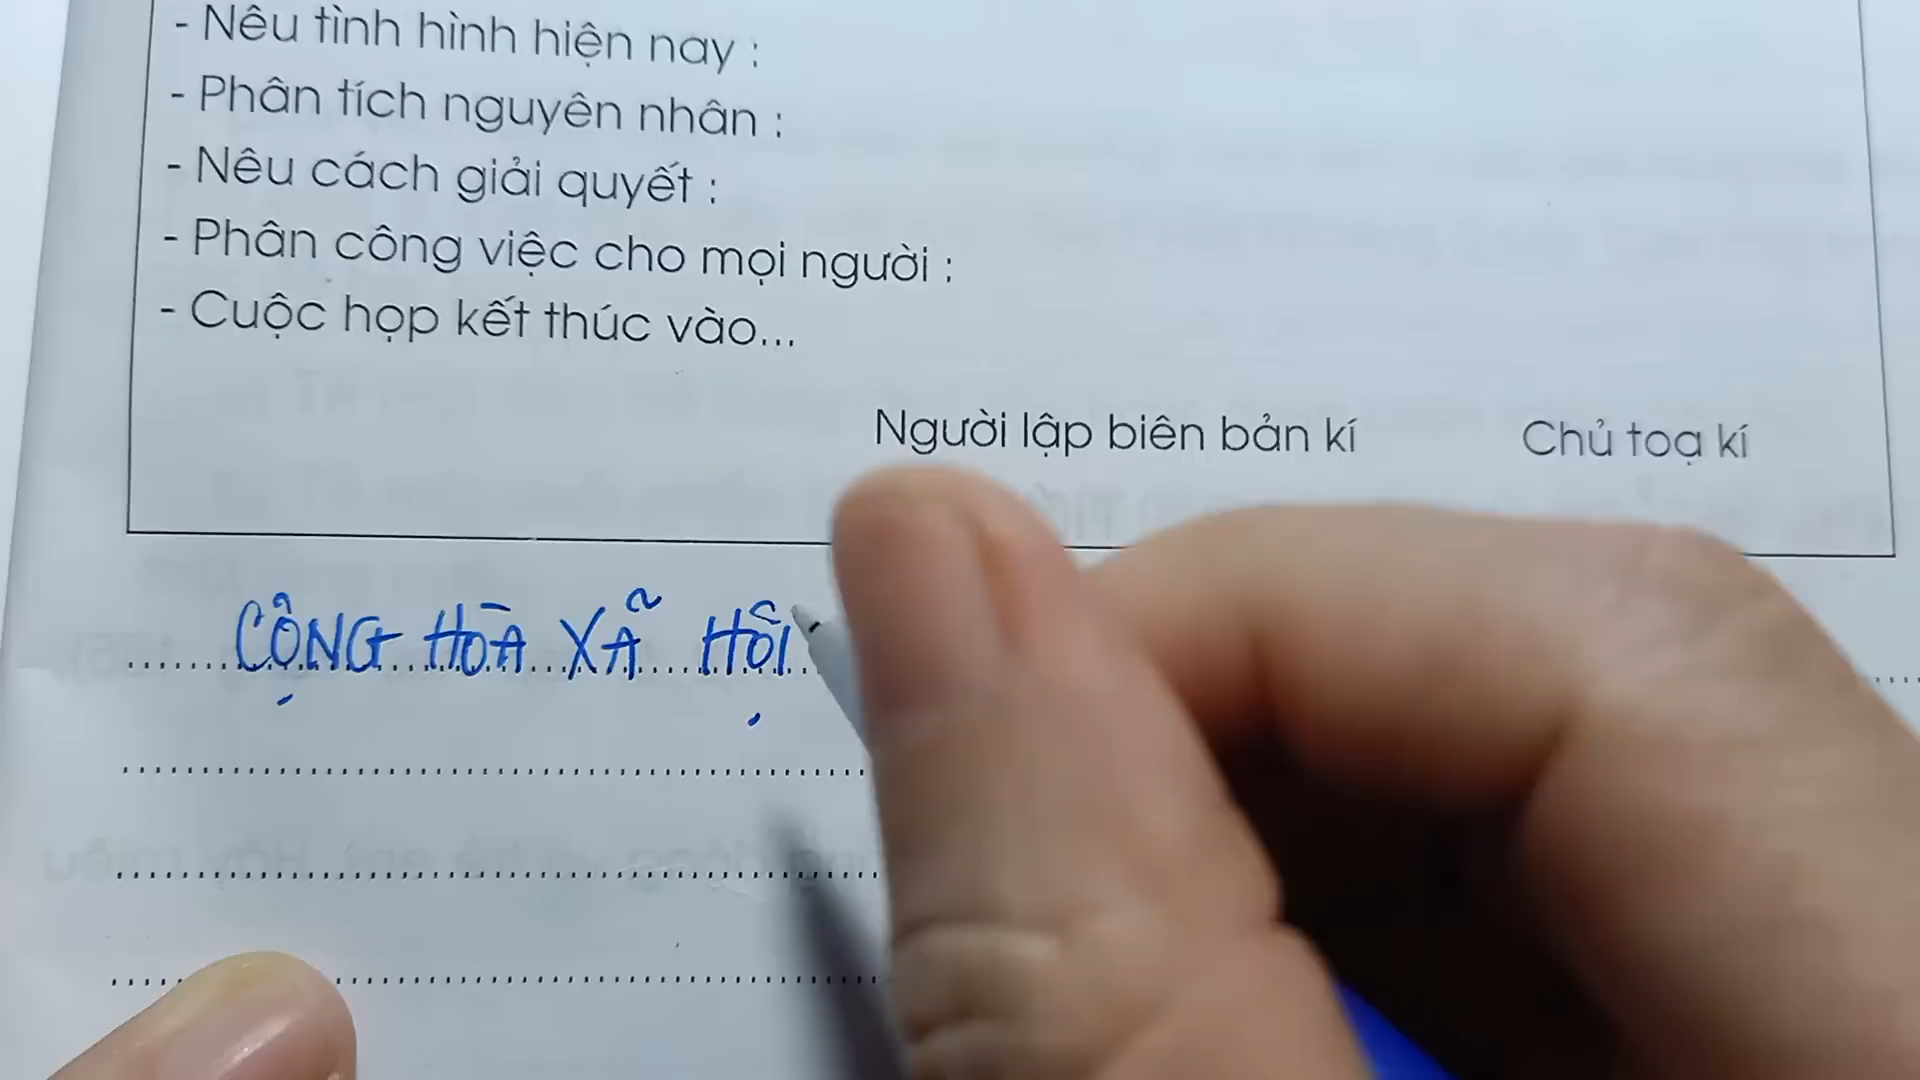 - Nêu tình hình hiện nay :
- Phân tích nguyên nhân :
- Nêu cách giải quyết :
- Phân công việc cho mọi người :
- Cuộc họp kết thúc vào...
Người lập biên bản kí Chủ toạ kí
CỘNG HÒA XÃ HỘI